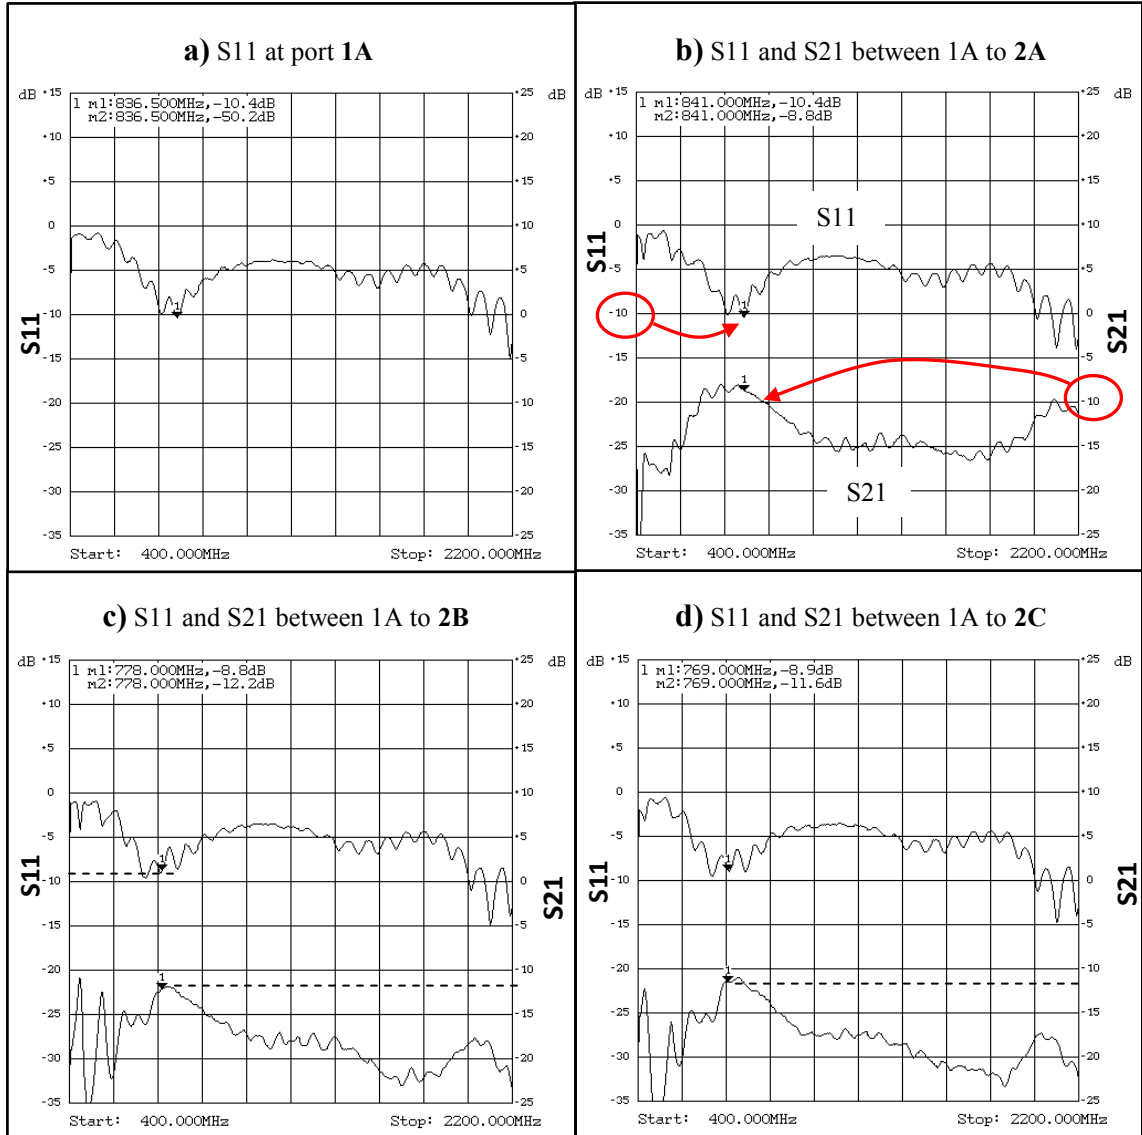 a) S11 at port 1A
dB +15 +25 dB
1 m1:836.500MHz,-10.4dB
m2:836.500MHz,-50.2dB
+10 +20
+5 +15
0 +10
-5 +5
1
-10 0
-15 -5
-20 -10
-25 -15
-30 -20
-35 -25
S11
Start: 400.000MHz Stop: 2200.000MHz
b) S11 and S21 between 1A to 2A
dB +15 +25 dB
1 m1:841.000MHz,-10.4dB
m2:841.000MHz,-8.8dB
+10 +20
+5 +15
0 +10
S11
-5 +5
1
-10 0
-15 -5
1
-20 -10
-25 -15
S21
-30 -20
-35 -25
S11
S21
Start: 400.000MHz Stop: 2200.000MHz
c) S11 and S21 between 1A to 2B
dB +15 +25 dB
1 m1:778.000MHz,-8.8dB
m2:778.000MHz,-12.2dB
+10 +20
+5 +15
0 +10
-5 +5
1
-10 0
-15 -5
-20 -10
1
-25 -15
-30 -20
-35 -25
S11
S21
Start: 400.000MHz Stop: 2200.000MHz
d) S11 and S21 between 1A to 2C
dB +15 +25 dB
1 m1:769.000MHz,-8.9dB
m2:769.000MHz,-11.6dB
+10 +20
+5 +15
0 +10
-5 +5
1
-10 0
-15 -5
-20 -10
1
-25 -15
-30 -20
-35 -25
S11
S21
Start: 400.000MHz Stop: 2200.000MHz